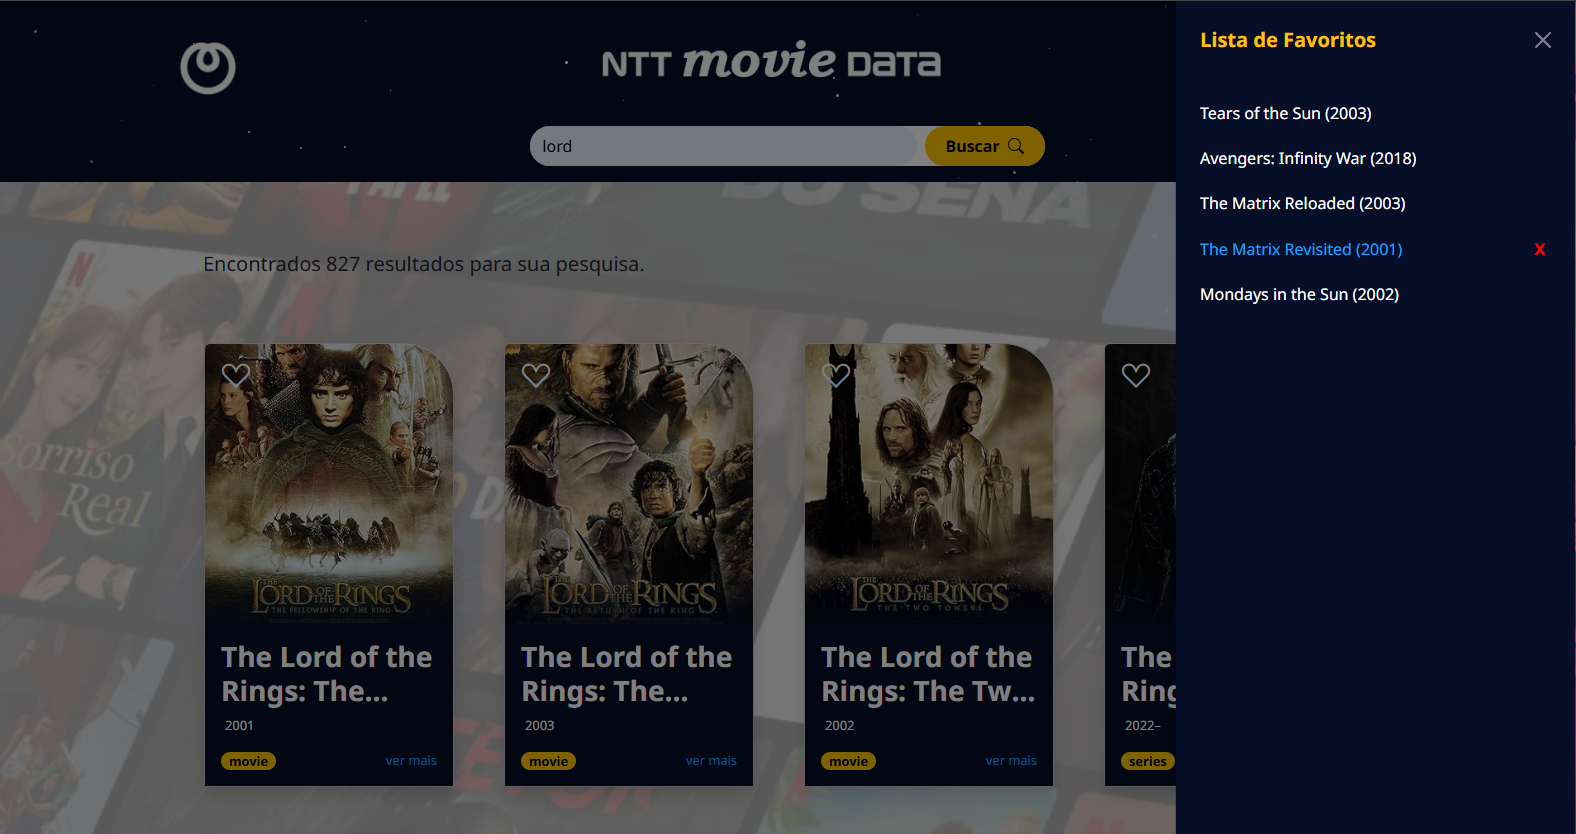 NTT movie DATA
lord
Buscar
DO SENA
Encontrados 827 resultados para sua pesquisa.
Sorriso
Real
THE
LORD OF THE RINGS
THE FELLOWSHIP OF THE RING
The Lord of the
Rings: The...
2001
movie
ver mais
THE
LORD OF THE RINGS
THE RETURN OF THE KING
The Lord of the
Rings: The...
2003
movie
ver mais
THE
LORD OF THE RINGS
THE TWO TOWERS
The Lord of the
Rings: The Tw...
2002
movie
ver mais
The
Ring
2022–
series
Lista de Favoritos
Tears of the Sun (2003)
Avengers: Infinity War (2018)
The Matrix Reloaded (2003)
The Matrix Revisited (2001)
X
Mondays in the Sun (2002)